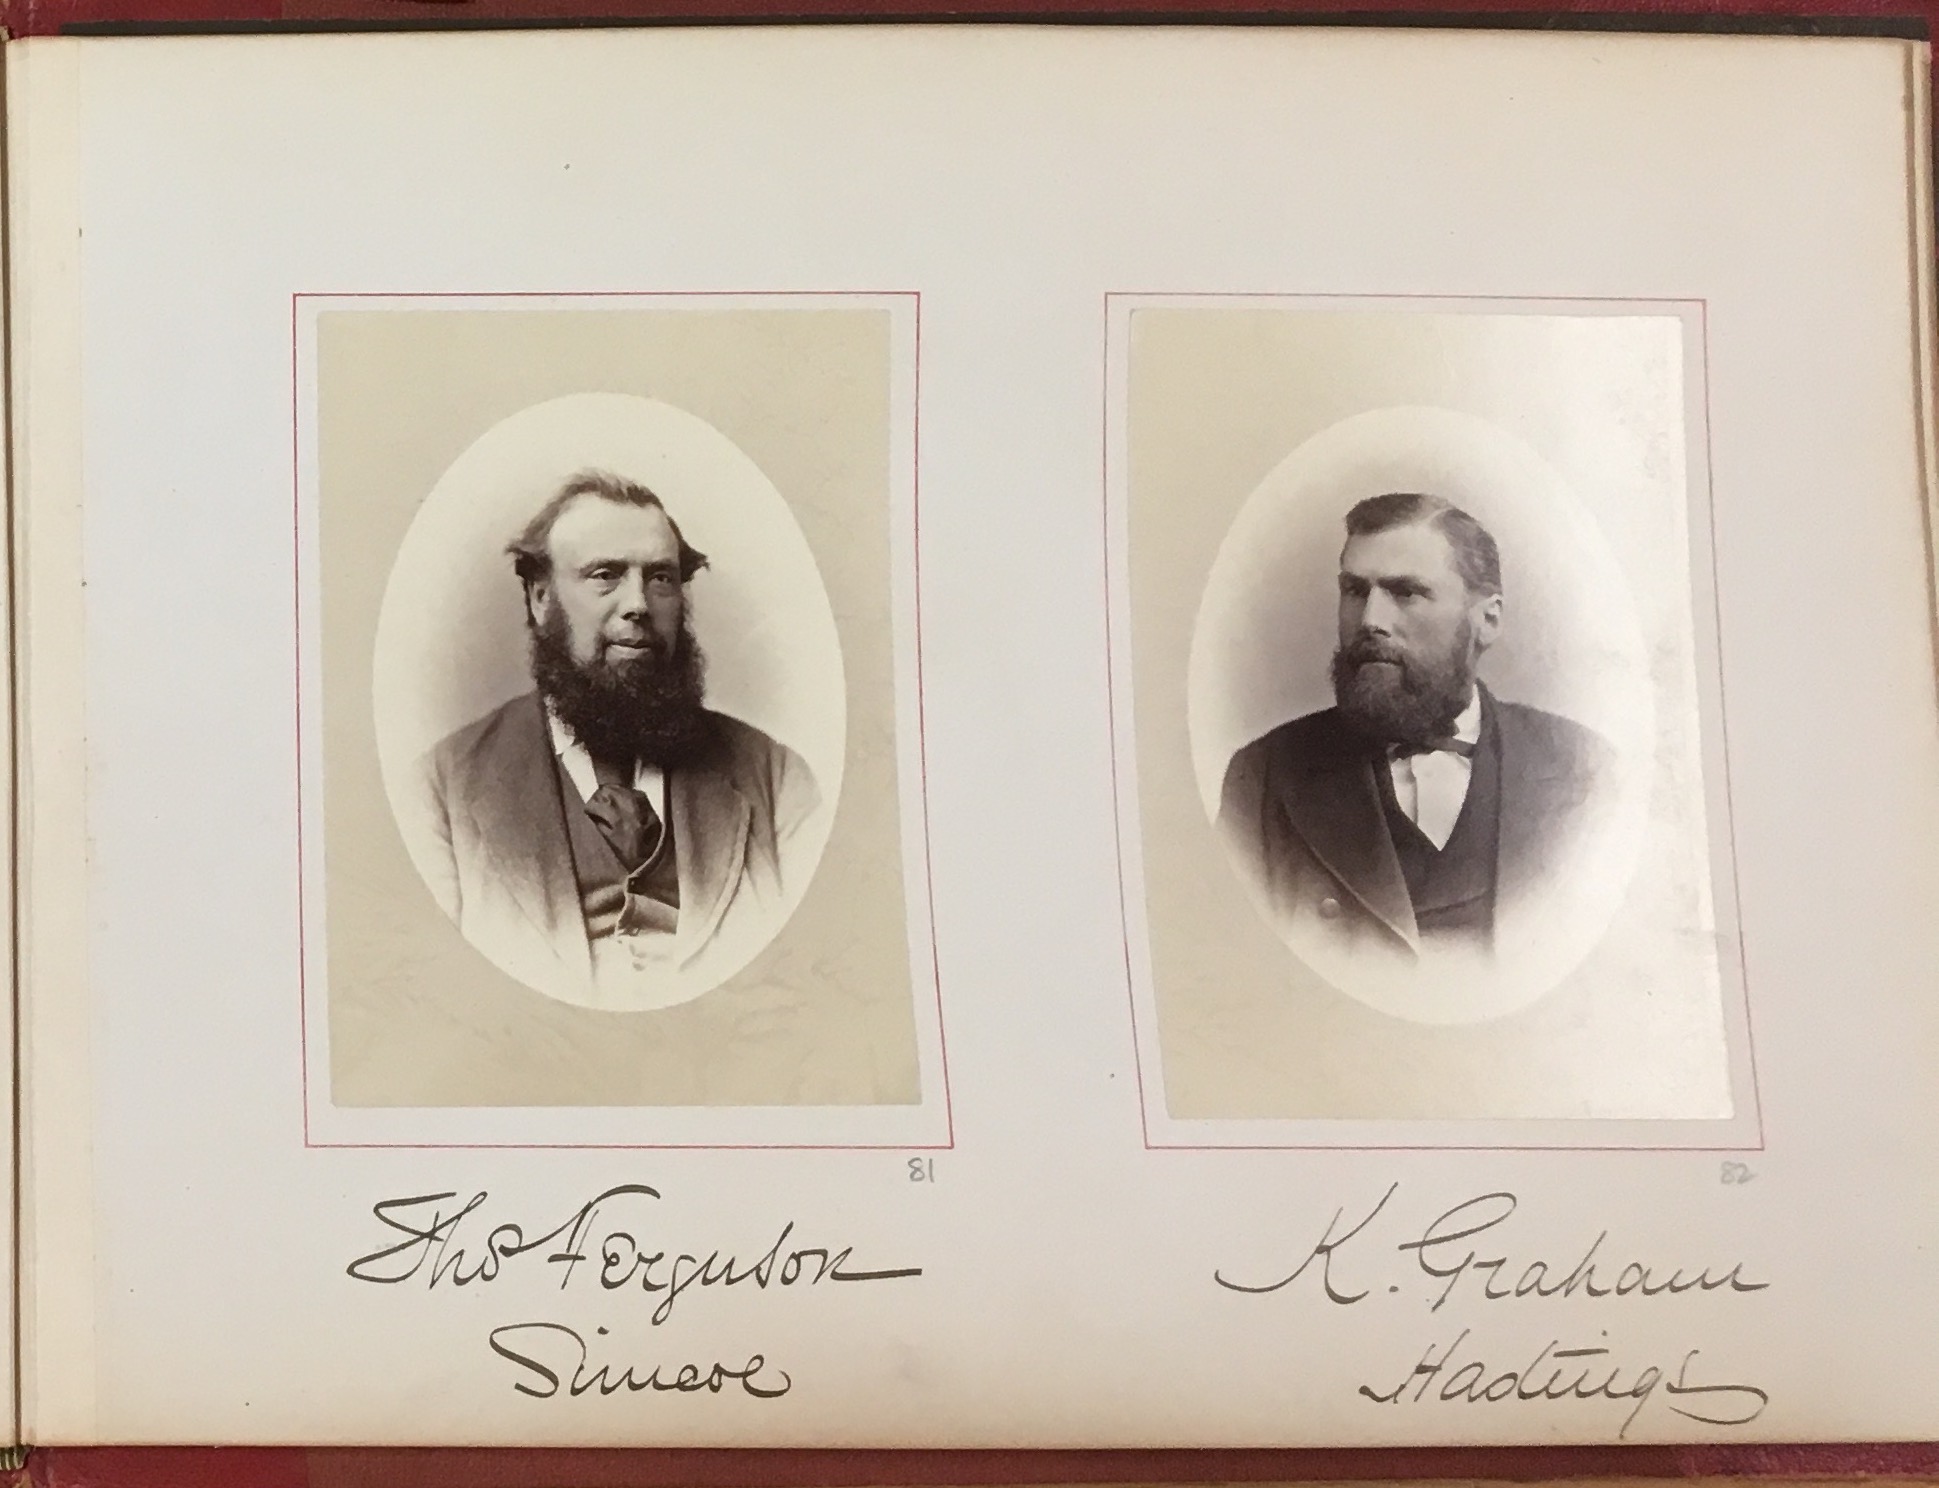 81
Thos Ferguson
Simcoe
82
K. Graham
Hastings